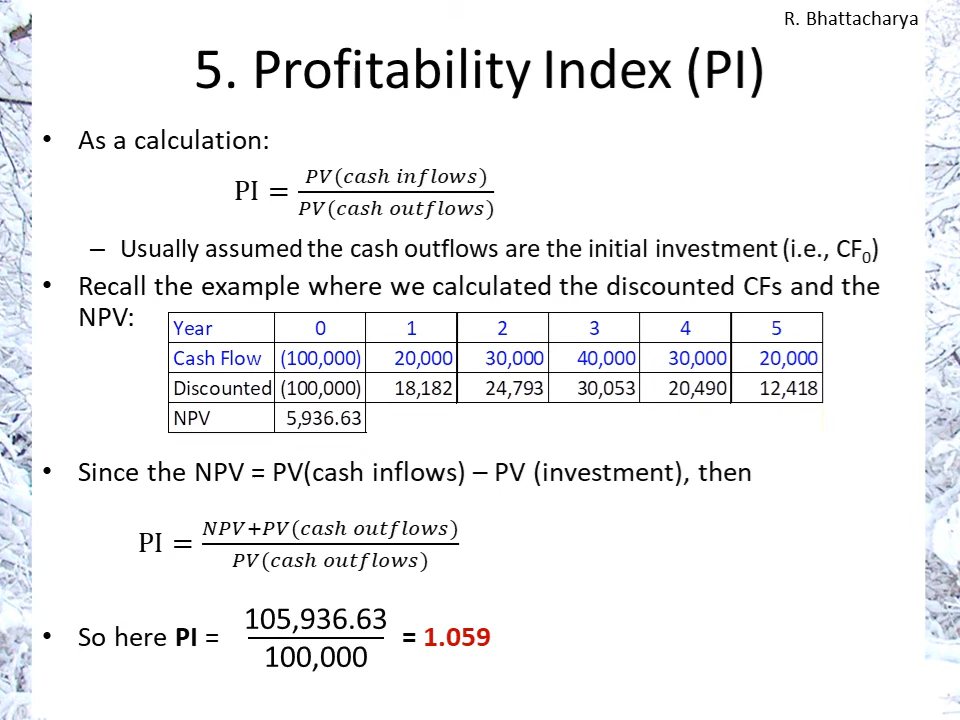 R. Bhattacharya
5. Profitability Index (PI)
• As a calculation:
PI = PV(cash inflows) / PV(cash outflows)
– Usually assumed the cash outflows are the initial investment (i.e., CF₀)
• Recall the example where we calculated the discounted CFs and the
NPV:
Year 0 1 2 3 4 5
Cash Flow (100,000) 20,000 30,000 40,000 30,000 20,000
Discounted (100,000) 18,182 24,793 30,053 20,490 12,418
NPV 5,936.63
• Since the NPV = PV(cash inflows) – PV (investment), then
PI = NPV+PV(cash outflows) / PV(cash outflows)
• So here PI = 105,936.63 / 100,000 = 1.059